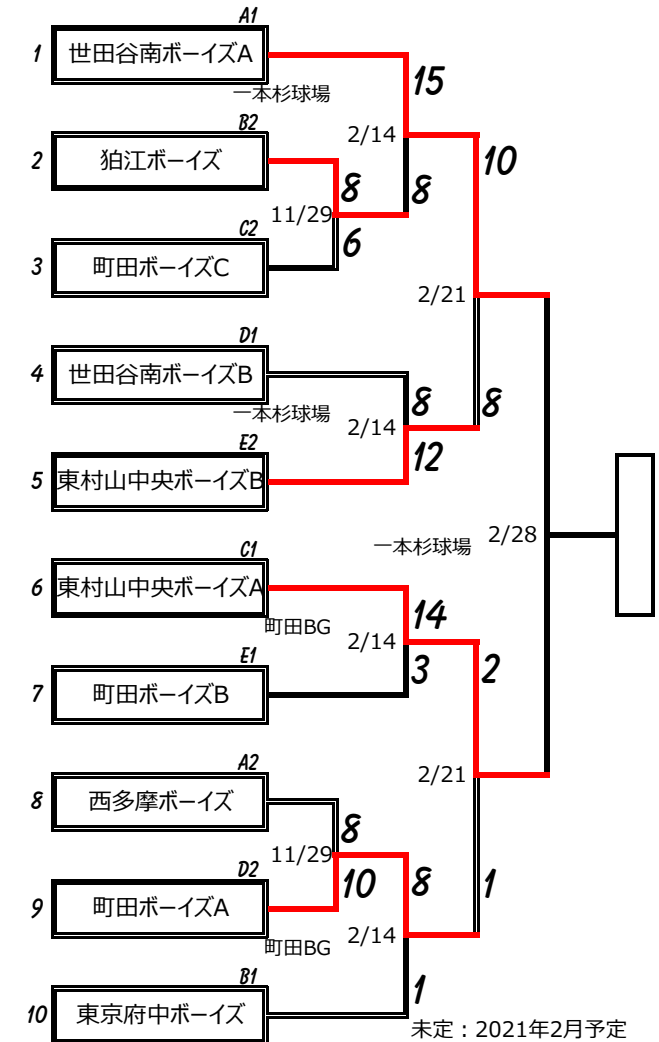 A1
1 世田谷南ボーイズA
15
一本杉球場
B2
2/14
2 狛江ボーイズ
10
8
8
11/29
C2
6
3 町田ボーイズC
2/21
D1
4 世田谷南ボーイズB
8
8
一本杉球場
2/14
E2
12
5 東村山中央ボーイズB
一本杉球場 2/28
C1
6 東村山中央ボーイズA
14
町田BG
2/14
E1
3
2
7 町田ボーイズB
A2
2/21
8 西多摩ボーイズ
8
11/29
D2
10
8
1
9 町田ボーイズA
町田BG
2/14
B1
1
10 東京府中ボーイズ
未定：2021年2月予定